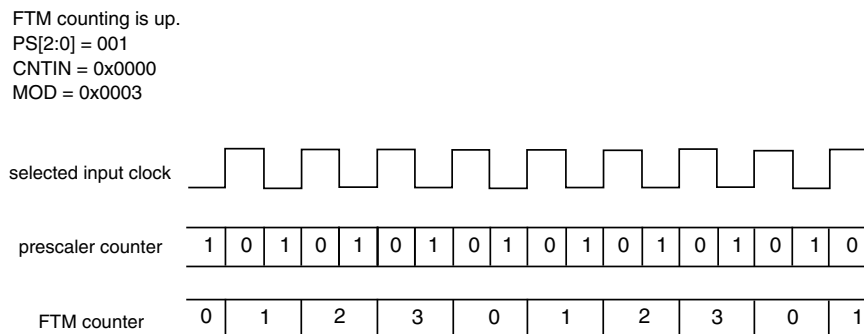 FTM counting is up.
PS[2:0] = 001
CNTIN = 0x0000
MOD = 0x0003
selected input clock
prescaler counter 1 0 1 0 1 0 1 0 1 0 1 0 1 0 1 0 1 0
FTM counter 0 1 2 3 0 1 2 3 0 1